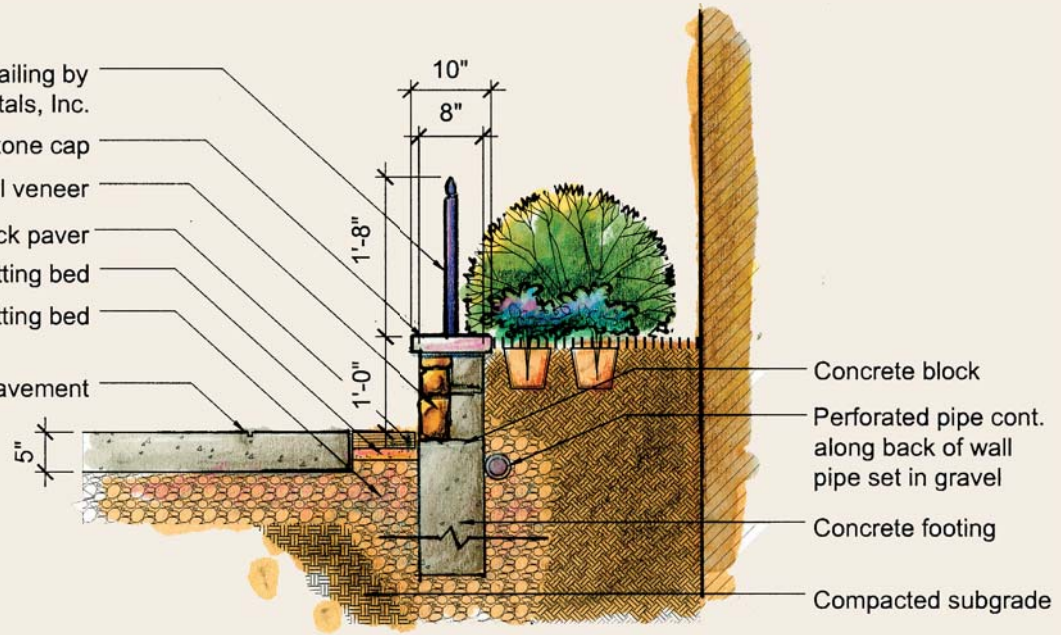 ailing by
tals, Inc.
tone cap
l veneer
ck paver
tting bed
tting bed
avement
10"
8"
1'-8"
1'-0"
5"
Concrete block
Perforated pipe cont.
along back of wall
pipe set in gravel
Concrete footing
Compacted subgrade